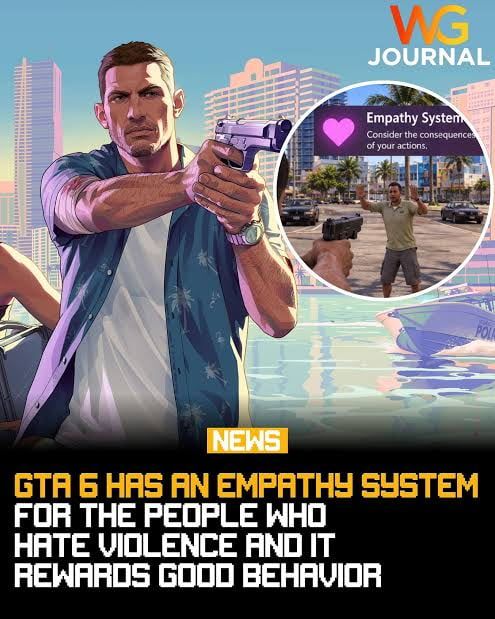 WG
JOURNAL
Empathy System
Consider the consequences
of your actions.
NEWS
GTA 6 HAS AN EMPATHY SYSTEM
FOR THE PEOPLE WHO
HATE VIOLENCE AND IT
REWARDS GOOD BEHAVIOR